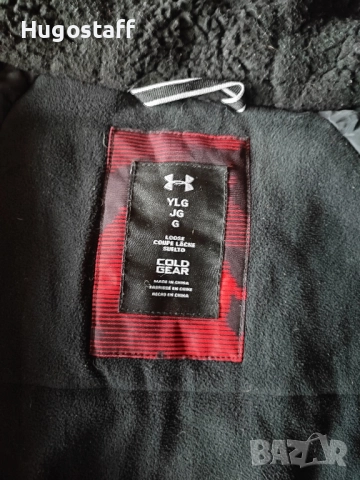 Hugostaff
YLG
JG
G
LOOSE
COUPE LÂCHE
SUELTO
COLD
GEAR
MADE IN CHINA
FABRIQUÉ EN CHINE
HECHO EN CHINA
BAZAR